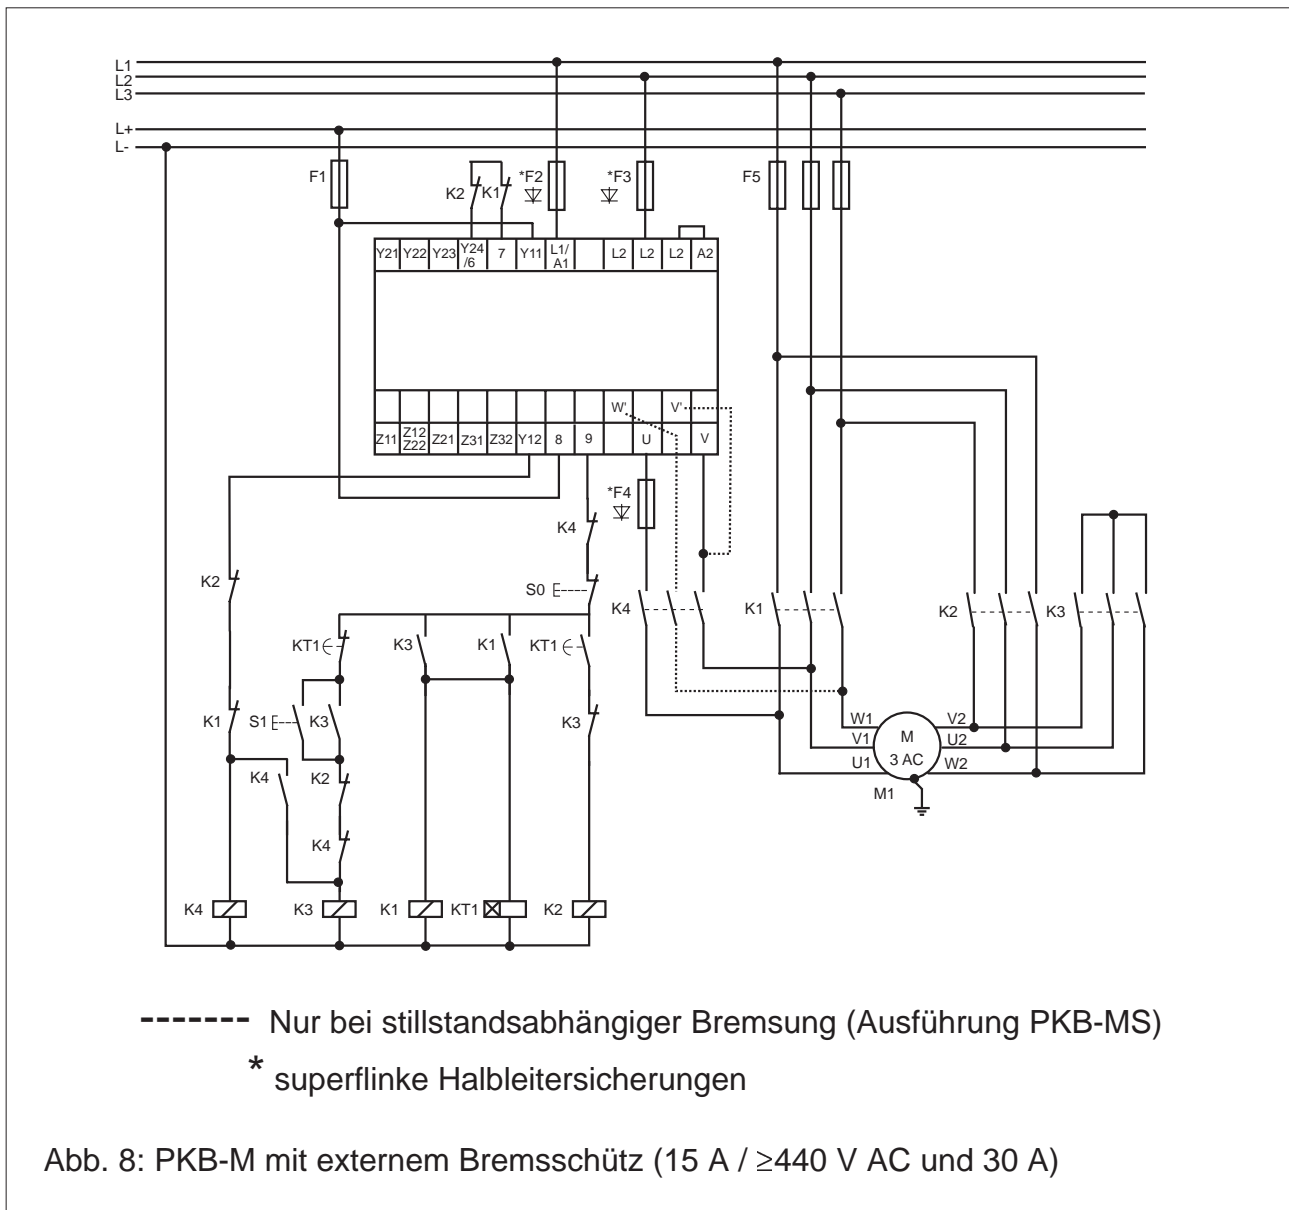 L1
L2
L3
L+
L-
F1
K2
K1
*F2
*F3
F5
Y21 Y22 Y23 Y24/6 7 Y11 L1/A1 L2 L2 L2 A2
W' V'
Z11 Z12 Z22 Z21 Z31 Z32 Y12 8 9 U V
*F4
K4
K2
S0
K4
K1
K2
K3
KT1
K3
K1
KT1
K1
S1
K3
K3
W1
V1
U1
M
3 AC
V2
U2
W2
M1
K4
K2
K4
K4
K3
K1
KT1
K2
------- Nur bei stillstandsabhängiger Bremsung (Ausführung PKB-MS)
* superflinke Halbleitersicherungen
Abb. 8: PKB-M mit externem Bremsschütz (15 A / ≥440 V AC und 30 A)